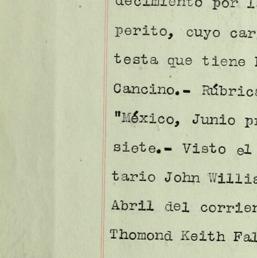 decimiento por l
perito, cuyo car
testa que tiene
Cancino.- Rúbrica
"México, Junio pr
siete.- Visto el
tario John Willia
Abril del corrien
Thomond Keith Fal